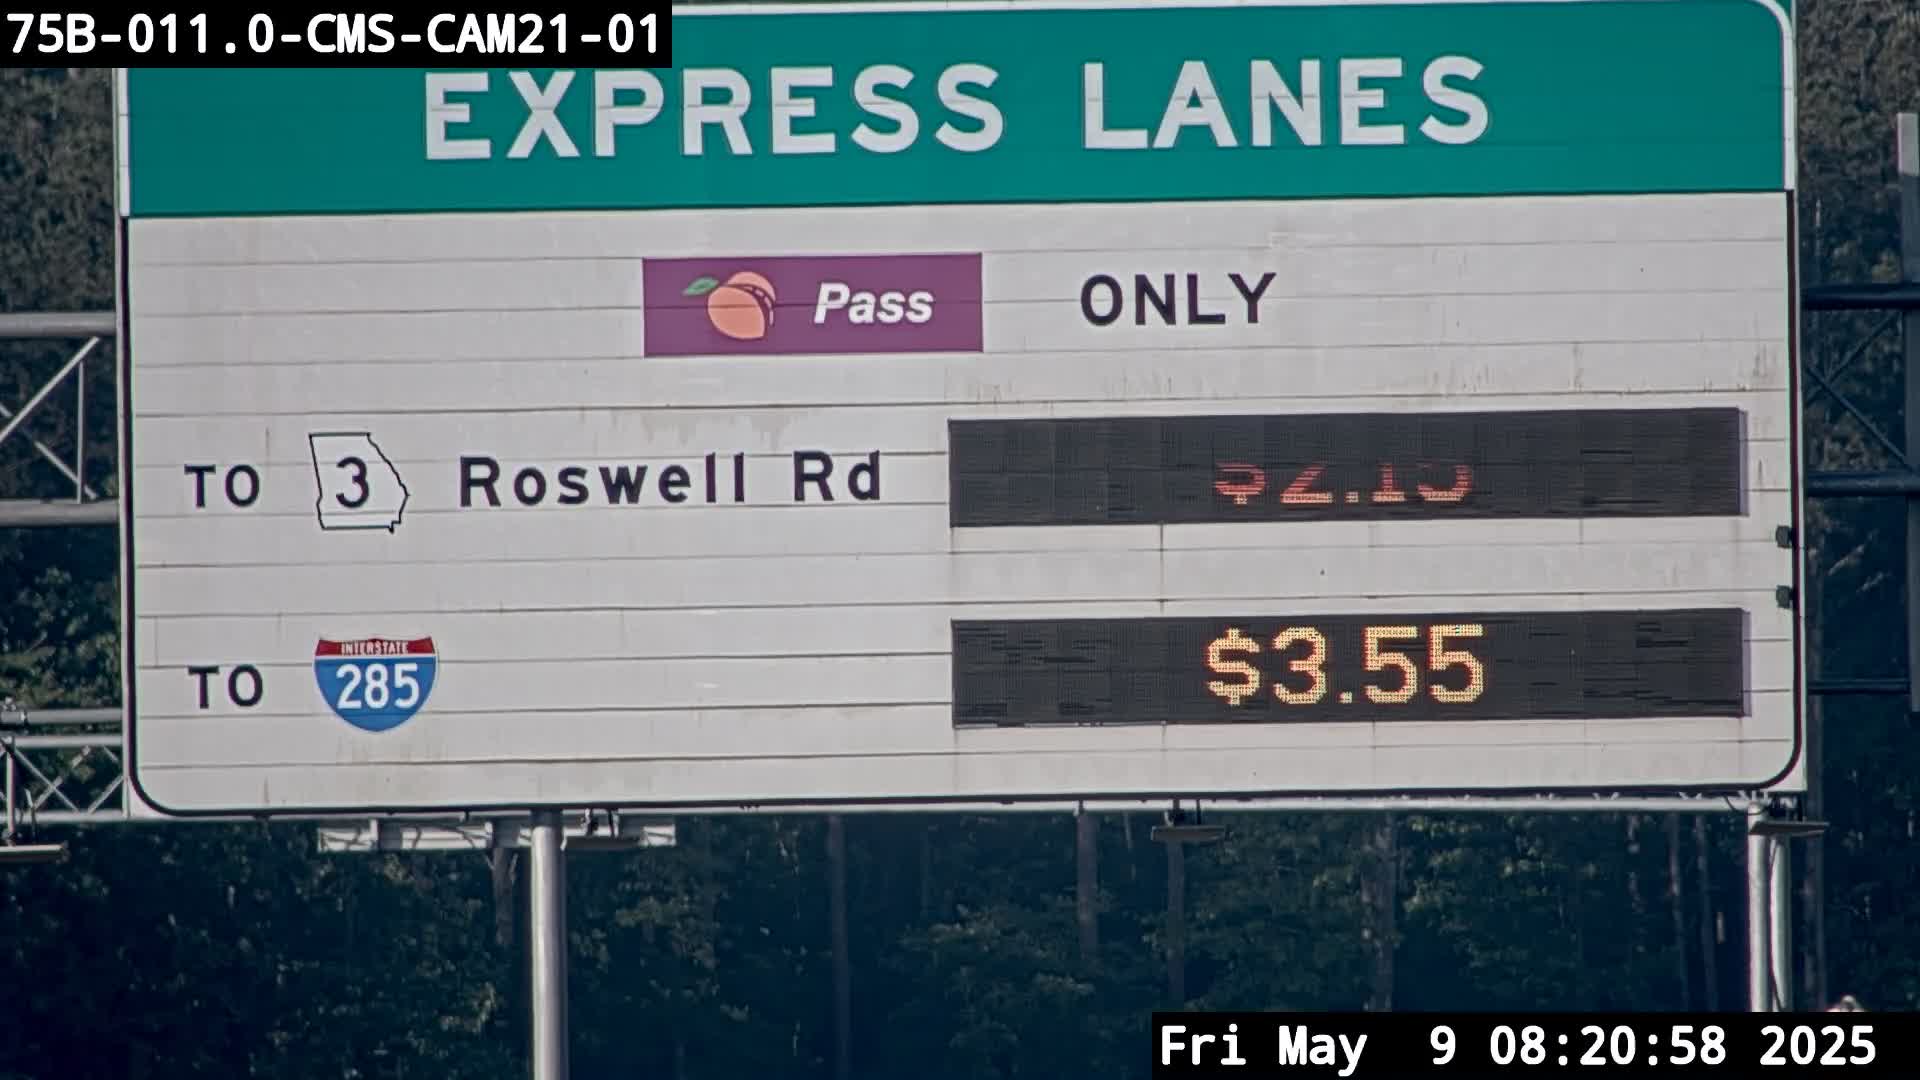 75B-011.0-CMS-CAM21-01
EXPRESS LANES
Pass ONLY
TO 3 Roswell Rd
TO INTERSTATE 285 $3.55
Fri May 9 08:20:58 2025